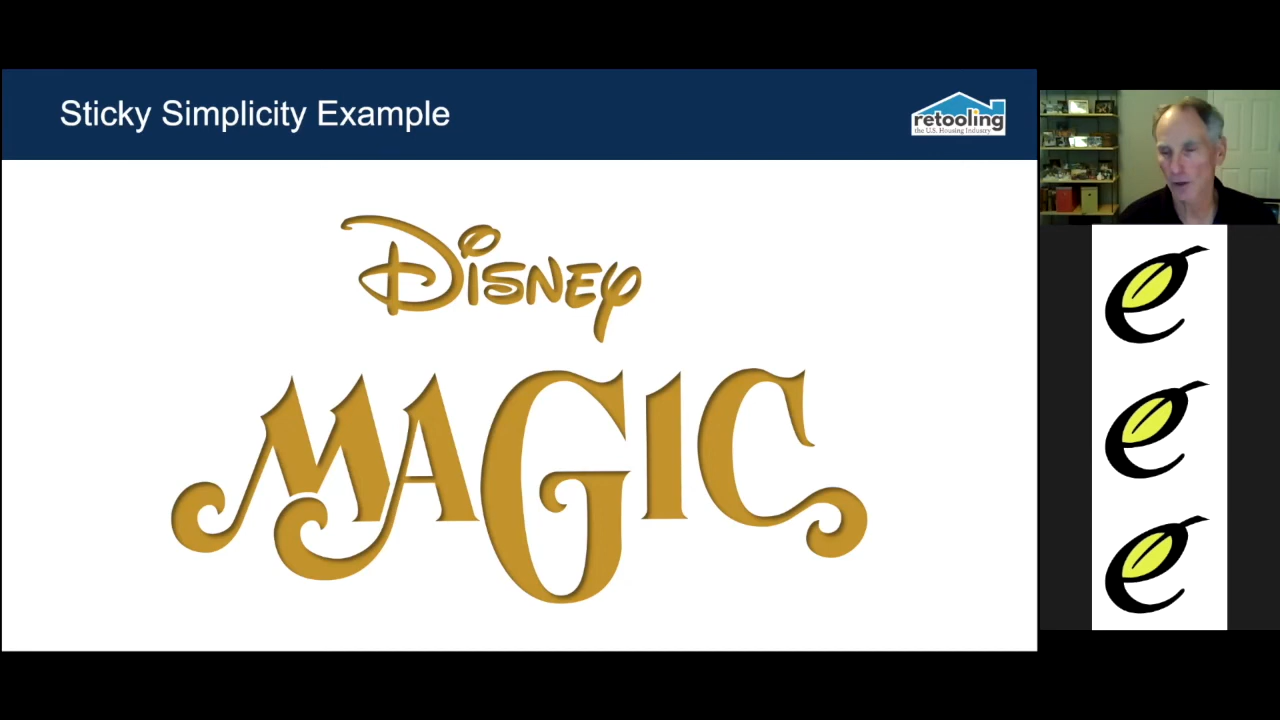 Sticky Simplicity Example
retooling
the U.S. Housing Industry
Disney
MAGIC
e
e
e